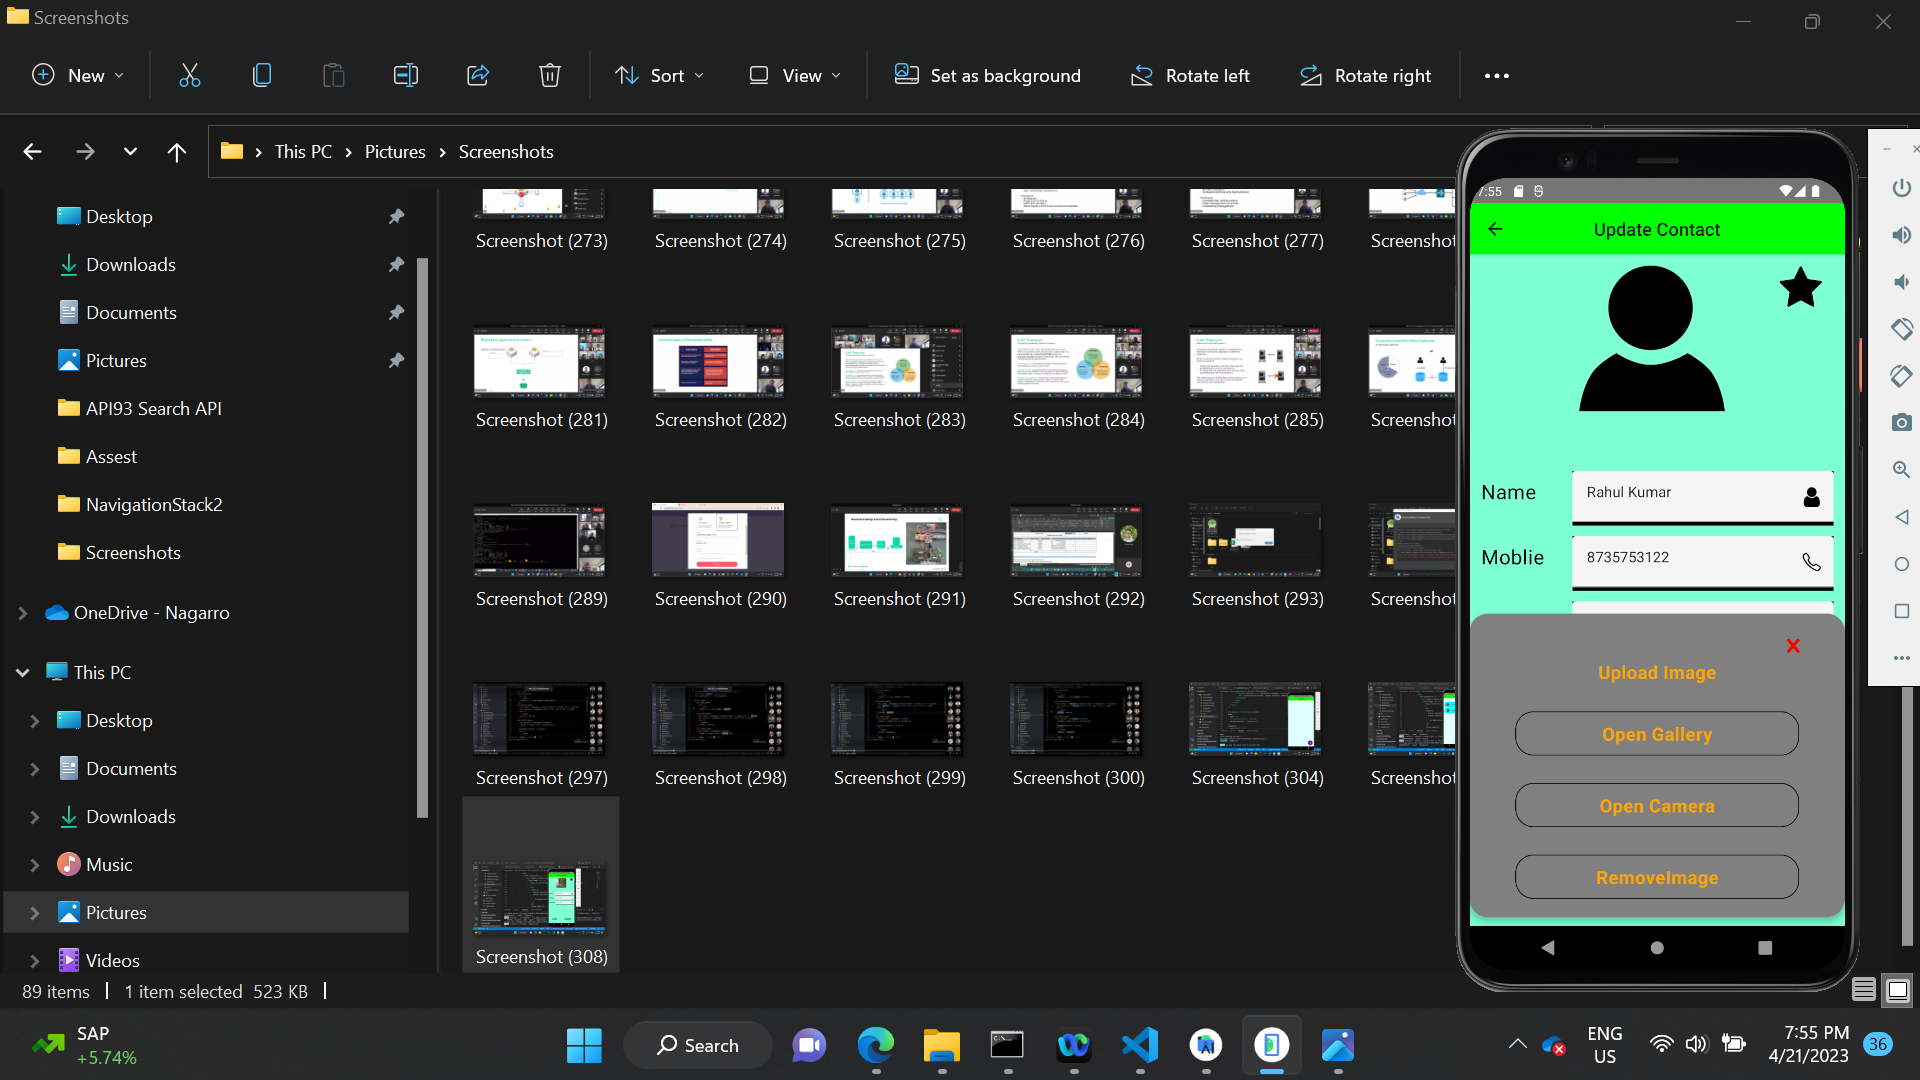 Screenshots
New
Sort
View
Set as background
Rotate left
Rotate right
This PC
Pictures
Screenshots
Desktop
Downloads
Documents
Pictures
API93 Search API
Assest
NavigationStack2
Screenshots
OneDrive - Nagarro
This PC
Desktop
Documents
Downloads
Music
Pictures
Videos
Screenshot (273)
Screenshot (274)
Screenshot (275)
Screenshot (276)
Screenshot (277)
Screenshot
Screenshot (281)
Screenshot (282)
Screenshot (283)
Screenshot (284)
Screenshot (285)
Screenshot
Screenshot (289)
Screenshot (290)
Screenshot (291)
Screenshot (292)
Screenshot (293)
Screenshot
Screenshot (297)
Screenshot (298)
Screenshot (299)
Screenshot (300)
Screenshot (304)
Screenshot
Screenshot (308)
7:55
Update Contact
Name
Rahul Kumar
Moblie
8735753122
Upload Image
Open Gallery
Open Camera
RemoveImage
89 items
1 item selected 523 KB
SAP
+5.74%
Search
ENG
US
7:55 PM
4/21/2023
36